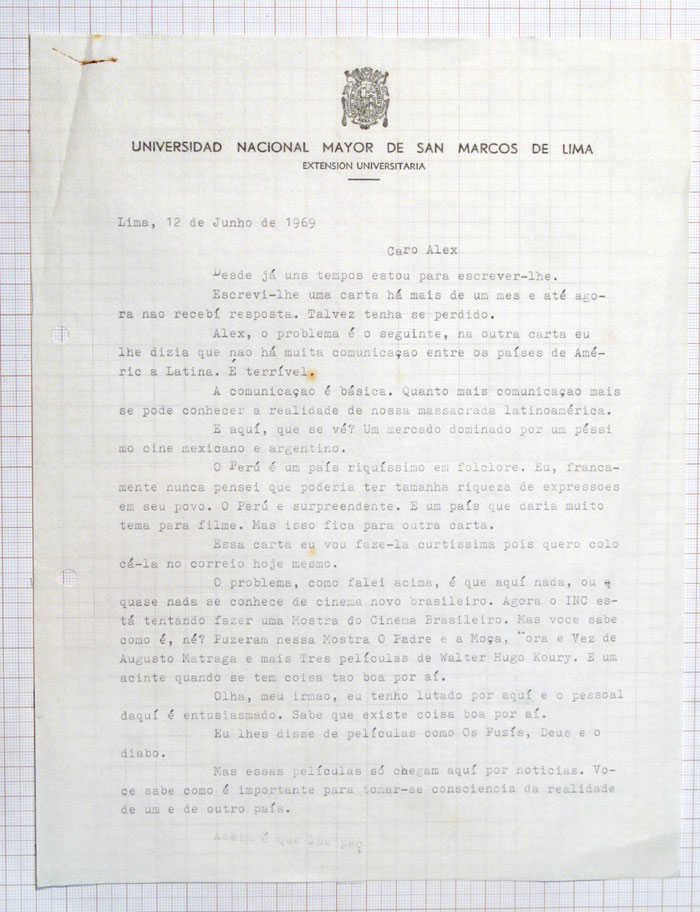 UNIVERSIDAD NACIONAL MAYOR DE SAN MARCOS DE LIMA
EXTENSION UNIVERSITARIA
Lima, 12 de Junho de 1969
Caro Alex
Desde já uns tempos estou para escrever-lhe.
Escrevi-lhe uma carta há mais de um mes e até ago-
ra nao recebí resposta. Talvez tenha se perdido.
Alex, o problema é o seguinte, na outra carta eu
lhe dizia que nao há muita comunicaçao entre os países de Amé-
ric a Latina. É terrível.
A comunicaçao é básica. Quanto mais comunicaçao mais
se pode conhecer a realidade de nossa massacrada latinoamérica.
E aquí, que se vé? Um mercado dominado por um péssi
mo cine mexicano e argentino.
O Perú é um país riquíssimo em folclore. Eu, franca-
mente nunca pensei que poderia ter tamanha riqueza de expressoes
em seu povo. O Perú e surpreendente. E um país que daria muito
tema para filme. Mas isso fica para outra carta.
Essa carta eu vou faze-la curtissima pois quero colo
cá-la no correio hoje mesmo.
O problema, como falei acima, é que aquí nada, ou
quase nada se conhece de cinema novo brasileiro. Agora o INC es-
tá tentando fazer uma Mostra do Cinema Brasileiro. Mas voce sabe
como é, né? Puzeram nessa Mostra O Padre e a Moça, "ora e Vez de
Augusto Matraga e mais Tres películas de Walter Hugo Koury. E um
acinte quando se tem coisa tao boa por aí.
Olha, meu irmao, eu tenho lutado por aquí e o pessoal
daquí é entusiasmado. Sabe que existe coisa boa por aí.
Eu lhes disse de películas como Os Fuzís, Deus e o
diabo.
Mas essas películas só chegam aquí por noticias. Vo-
ce sabe como é importante para tomar-se consciencia da realidade
de um e de outro país.
Assim é que lhe peç